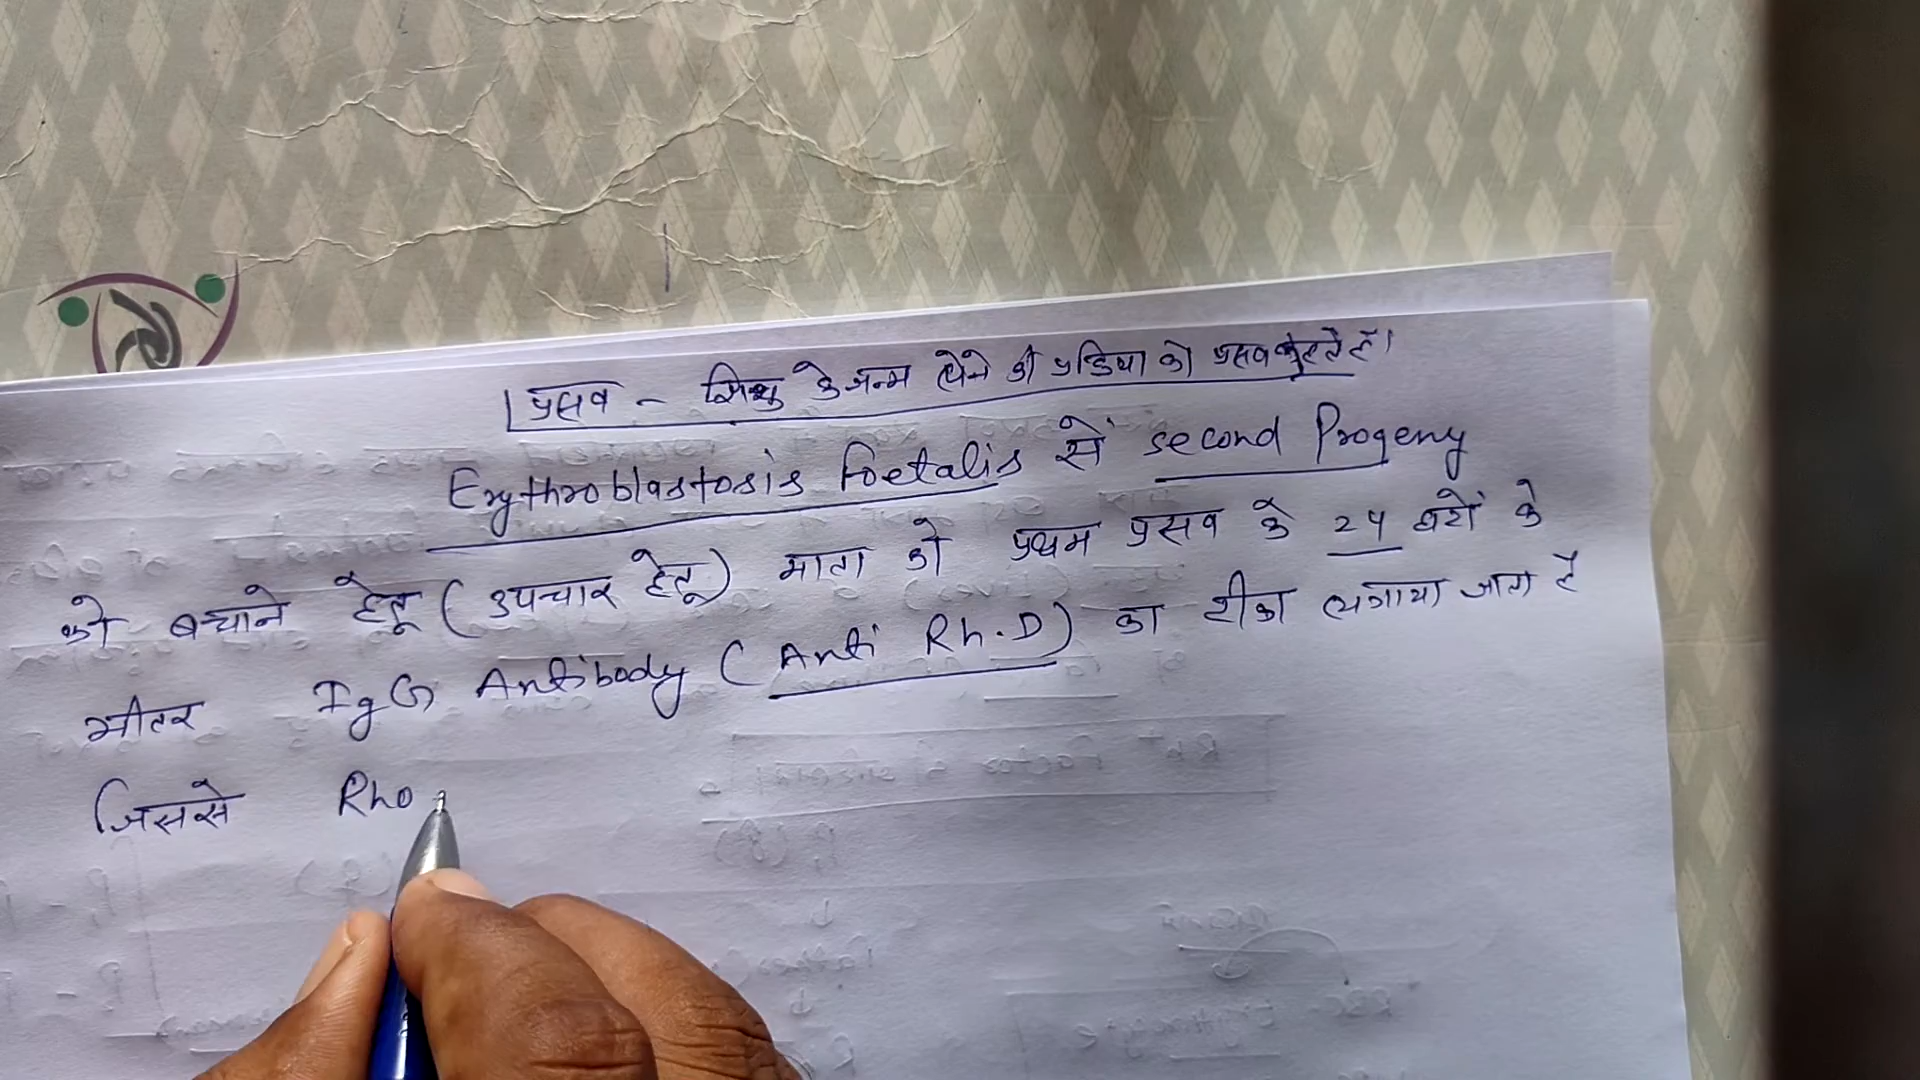 प्रसव - शिशु के जन्म लेने की प्रक्रिया को प्रसव कहते हैं।
Erythroblastosis Foetalis से second Progeny
को बचाने हेतू (उपचार हेतू) माता को प्रथम प्रसव के 24 घंटों के
भीतर IgG Antibody (Anti Rh.D) का टीका लगाया जाता है
जिससे Rho